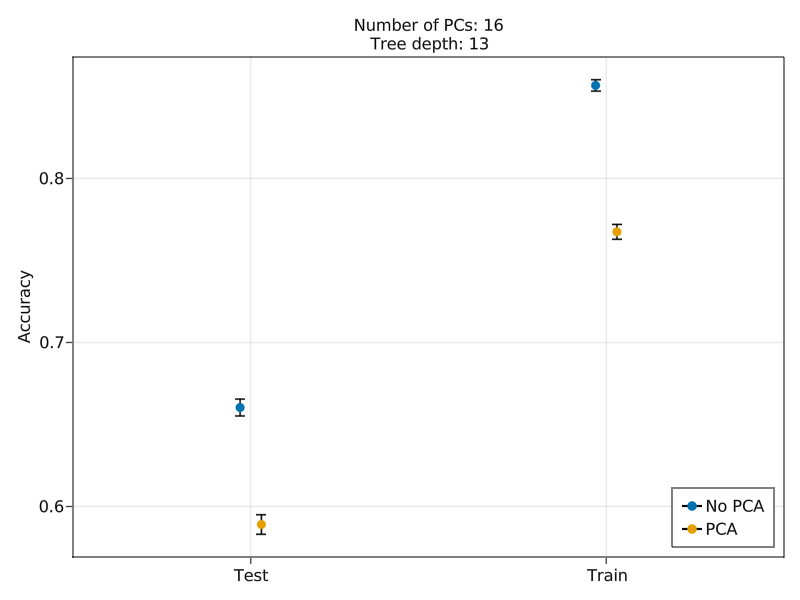 Number of PCs: 16
Tree depth: 13
Accuracy
0.8
0.7
0.6
Test
Train
No PCA
PCA